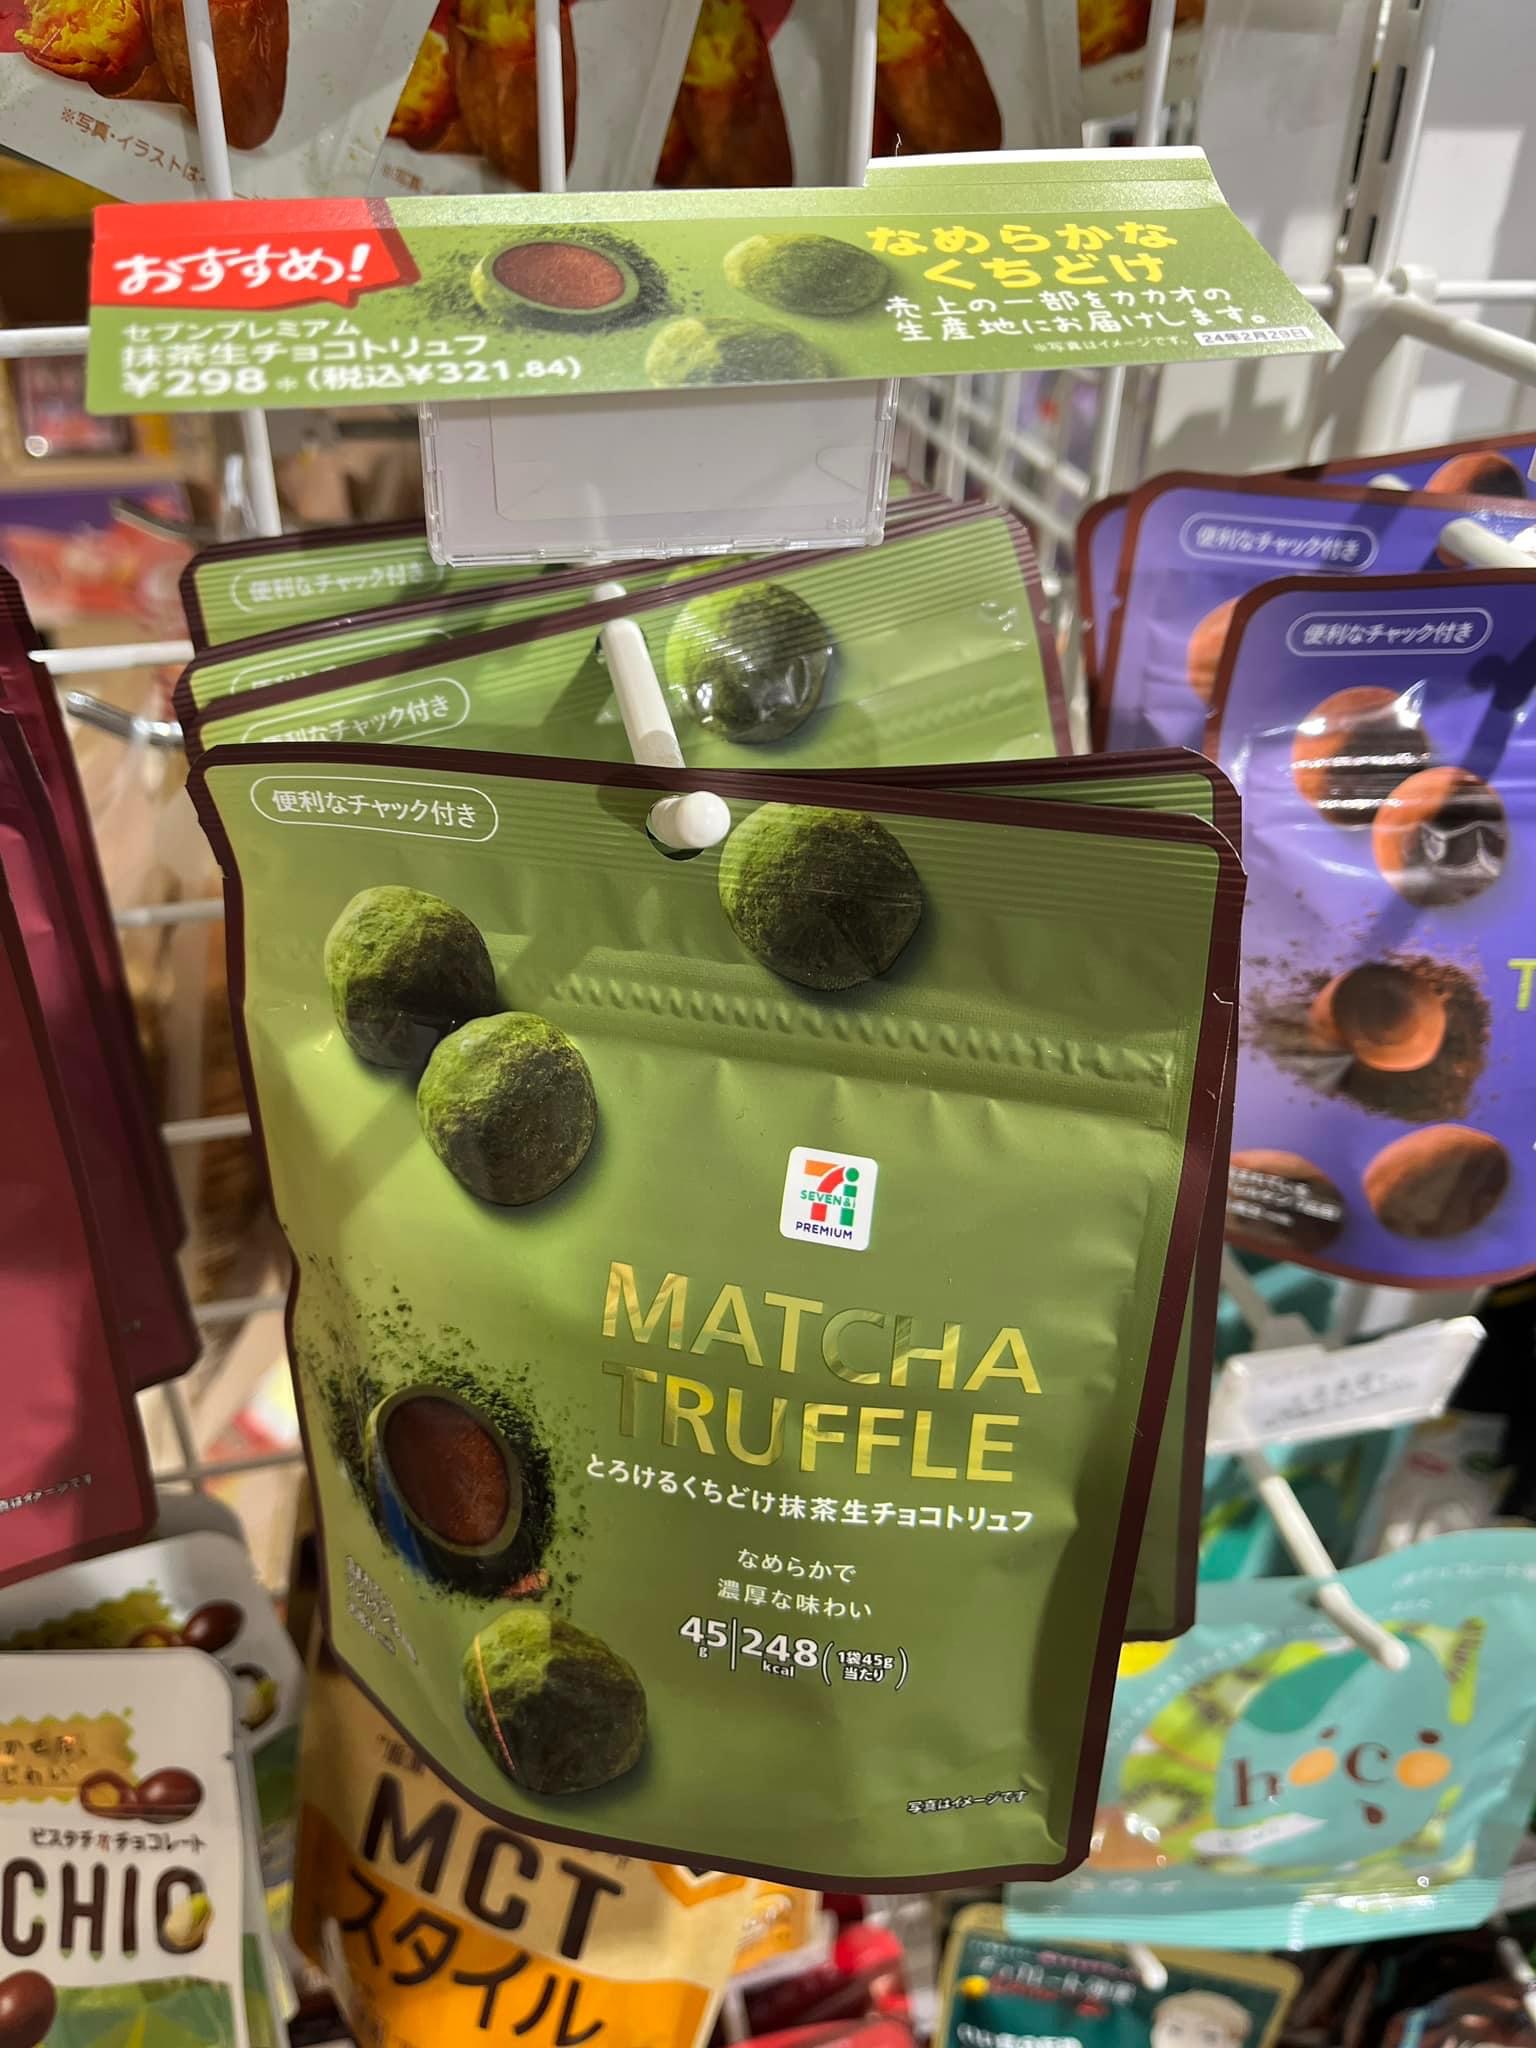 ※写真・イラストは
おすすめ!
セブンプレミアム
抹茶生チョコトリュフ
¥298※(税込¥321.84)
なめらかな
くちどけ
売上の一部をカカオの
生産地にお届けします。
※写真はイメージです。
便利なチャック付き
便利なチャック付き
便利なチャック付き
便利なチャック付き
便利なチャック付き
SEVEN&i
PREMIUM
MATCHA
TRUFFLE
とろけるくちどけ抹茶生チョコトリュフ
なめらかで
濃厚な味わい
45g 248kcal (1袋45g当たり)
写真はイメージです
ピスタチオチョコレート
CHIO
MCT
スタイル
hoco